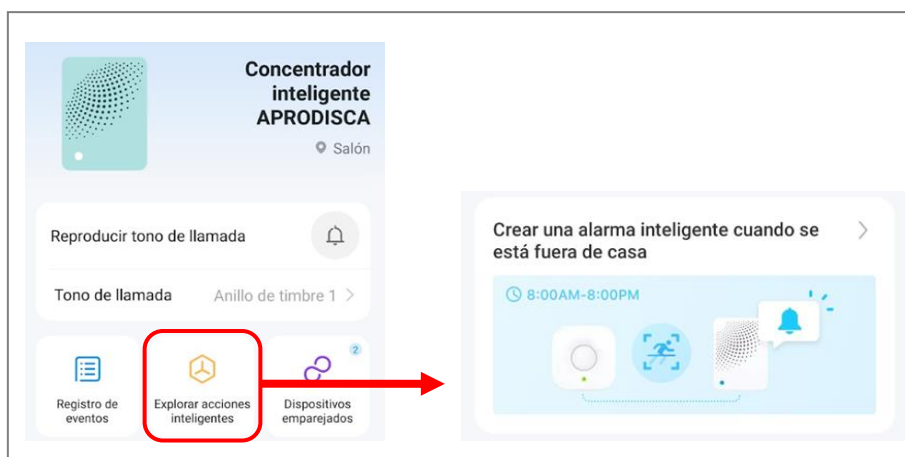 Concentrador
inteligente
APRODISCA
Salón
Reproducir tono de llamada
Tono de llamada Anillo de timbre 1 >
2
Registro de
eventos
Explorar acciones
inteligentes
Dispositivos
emparejados
Crear una alarma inteligente cuando se
está fuera de casa
8:00AM-8:00PM